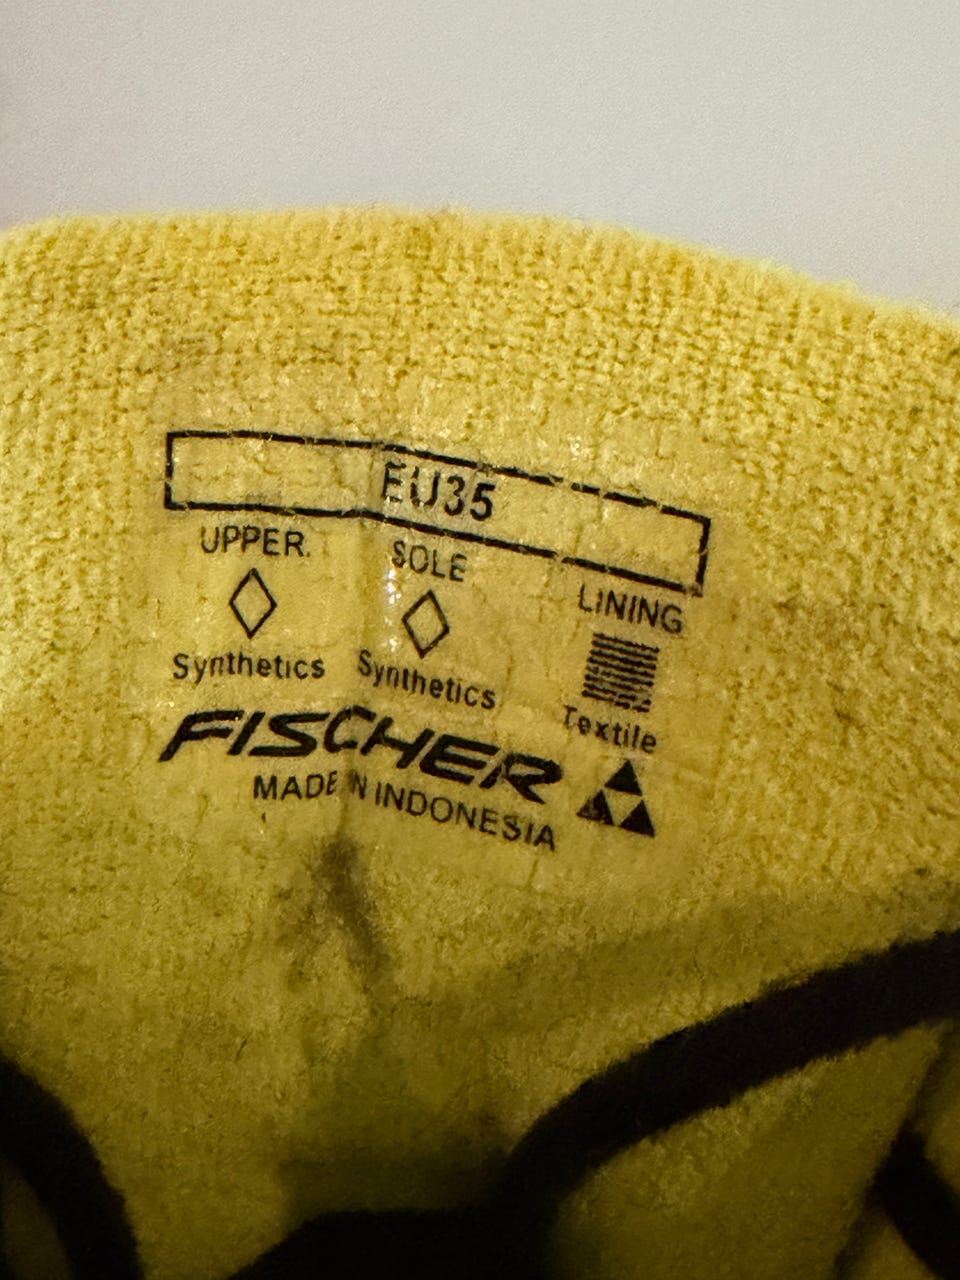 EU35
UPPER. SOLE LINING
Synthetics Synthetics Textile
FISCHER
MADE IN INDONESIA